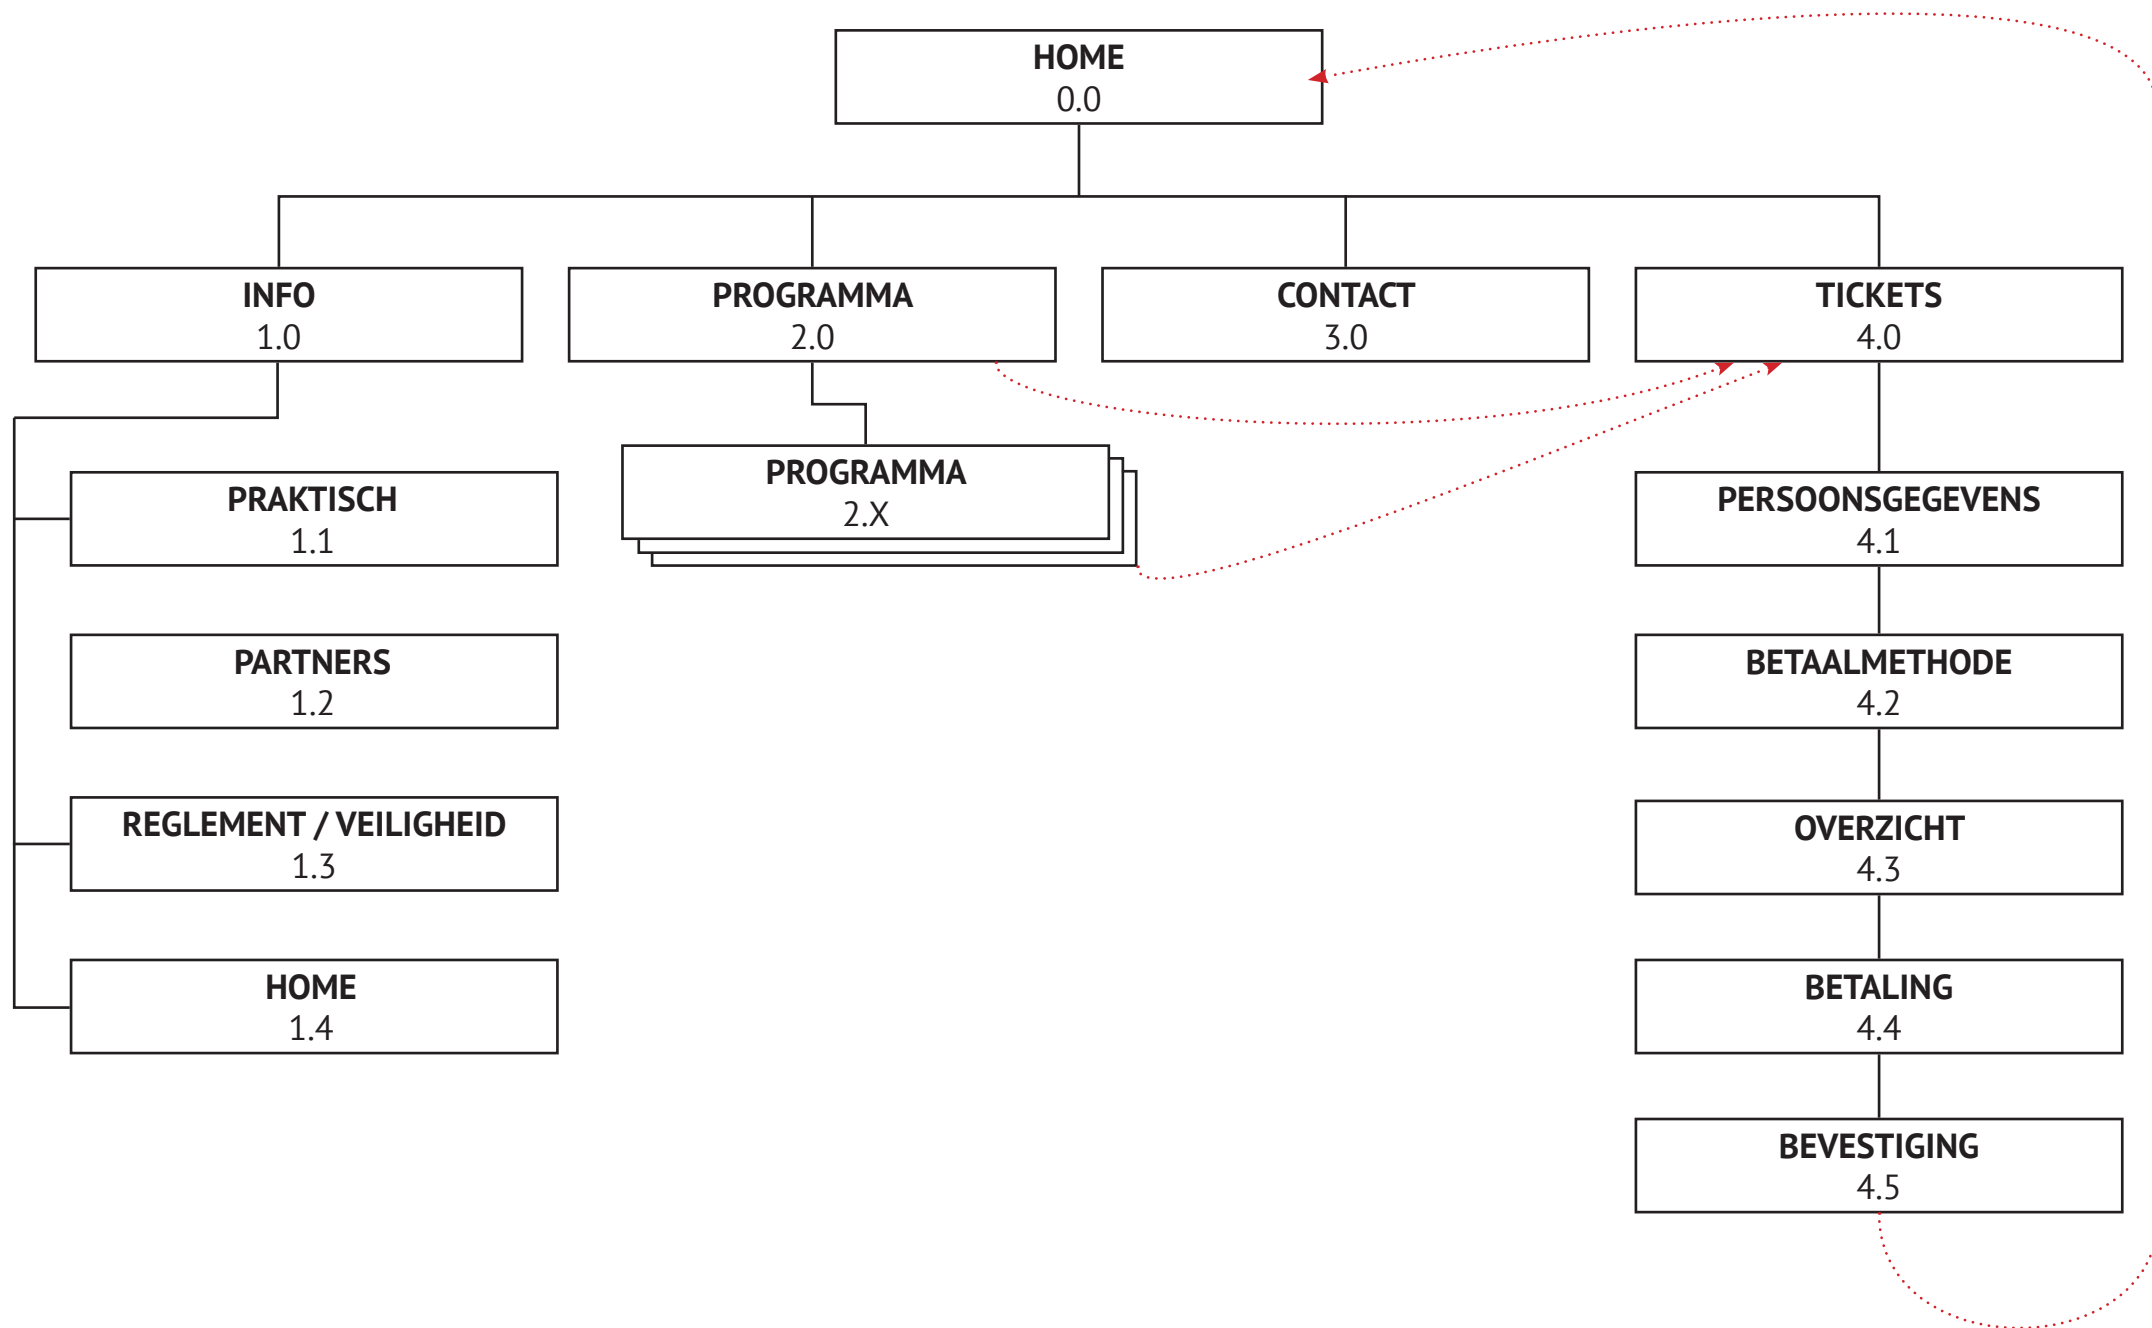 HOME
0.0
INFO
1.0
PROGRAMMA
2.0
CONTACT
3.0
TICKETS
4.0
PRAKTISCH
1.1
PARTNERS
1.2
REGLEMENT / VEILIGHEID
1.3
HOME
1.4
PROGRAMMA
2.X
PERSOONSGEGEVENS
4.1
BETAALMETHODE
4.2
OVERZICHT
4.3
BETALING
4.4
BEVESTIGING
4.5